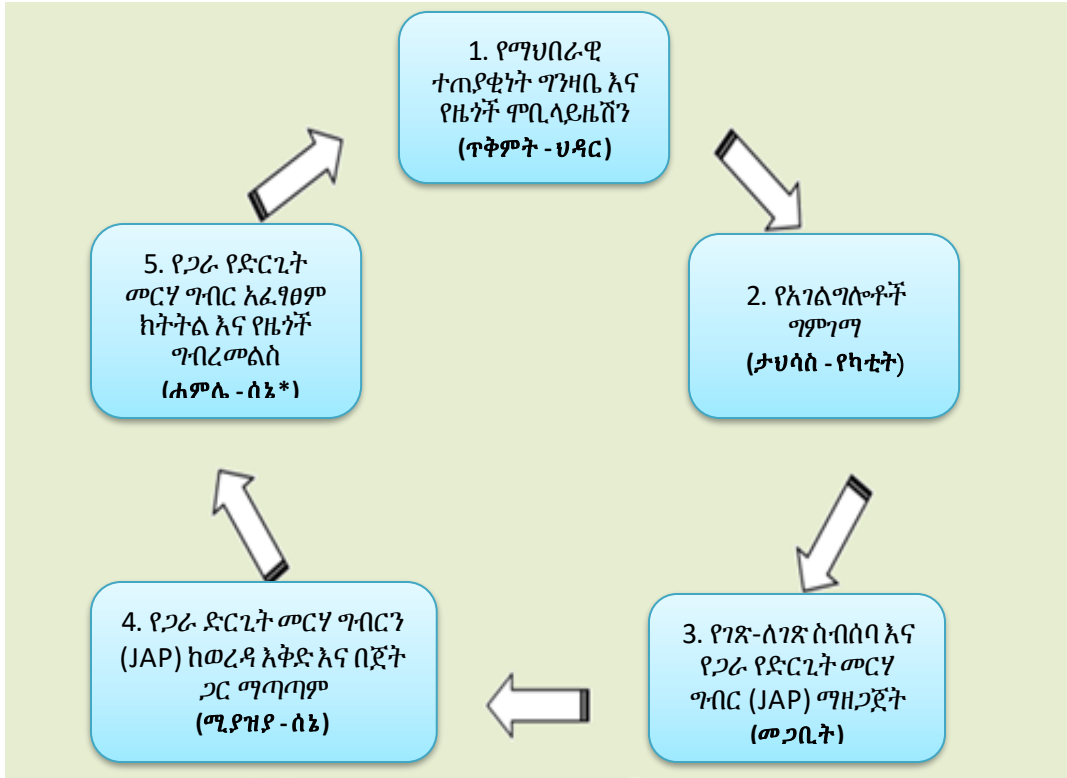 1. የማህበራዊ
ተጠያቂነት ግንዛቤ እና
የዜጎች ሞቢላይዜሽን
(ጥቅምት - ህዳር)
2. የአገልግሎቶች
ግምገማ
(ታህሳስ - የካቲት)
3. የገጽ-ለገጽ ስብሰባ እና
የጋራ የድርጊት መርሃ
ግብር (JAP) ማዘጋጀት
(መጋቢት)
4. የጋራ ድርጊት መርሃ ግብርን
(JAP) ከወረዳ እቅድ እና በጀት
ጋር ማጣጣም
(ሚያዝያ - ሰኔ)
5. የጋራ የድርጊት
መርሃ ግብር አፈፃፀም
ክትትል እና የዜጎች
ግብረመልስ
(ሐምሌ - ሰኔ*)